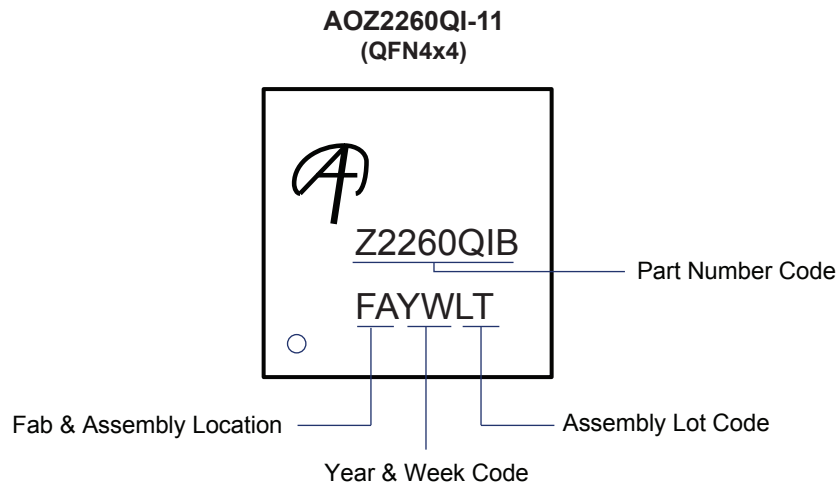 AOZ2260QI-11
(QFN4x4)
Z2260QIB
Part Number Code
FAYWLT
Fab & Assembly Location
Assembly Lot Code
Year & Week Code